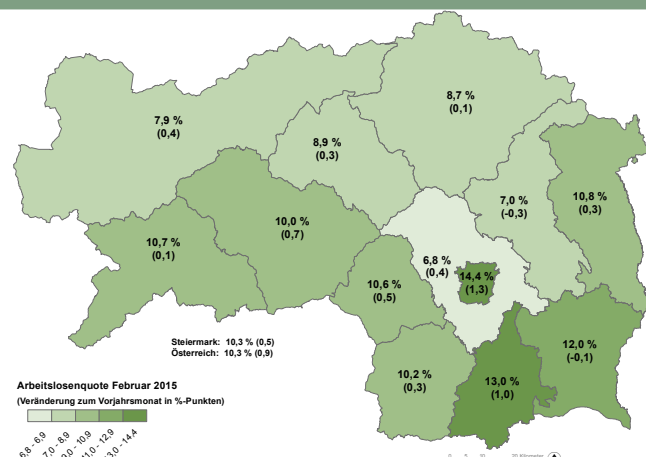 8,7 %
(0,1)
7,9 %
(0,4)
8,9 %
(0,3)
7,0 %
(-0,3)
10,8 %
(0,3)
10,0 %
(0,7)
10,7 %
(0,1)
6,8 %
(0,4)
14,4 %
(1,3)
10,6 %
(0,5)
12,0 %
(-0,1)
10,2 %
(0,3)
13,0 %
(1,0)
Steiermark: 10,3 % (0,5)
Österreich: 10,3 % (0,9)
Arbeitslosenquote Februar 2015
(Veränderung zum Vorjahrsmonat in %-Punkten)
6,8 - 6,9
7,0 - 8,9
11,0 - 12,9
13,0 - 14,4
0 5 10 20 Kilometer